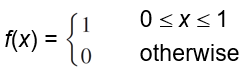 f(x) = { 1 0 ≤ x ≤ 1
0 otherwise